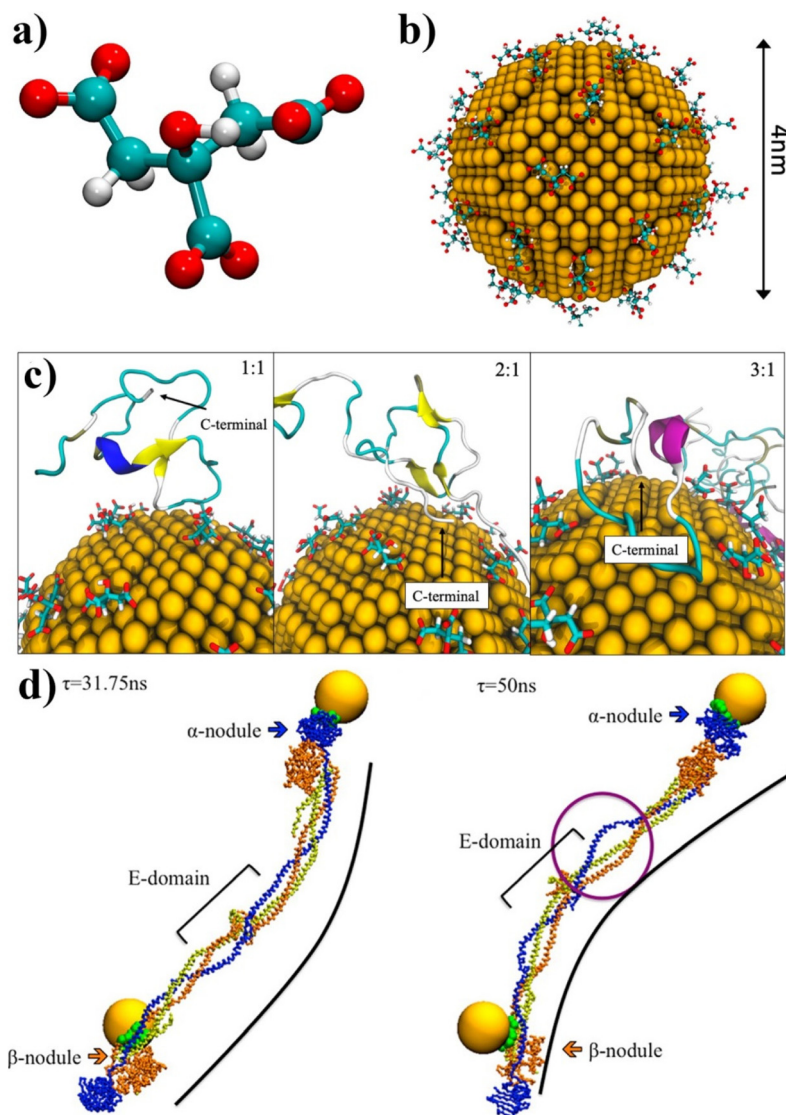 a)
b)
4nm
c)
1:1
C-terminal
2:1
C-terminal
3:1
C-terminal
d)
τ=31.75ns
α-nodule
E-domain
β-nodule
τ=50ns
α-nodule
E-domain
β-nodule